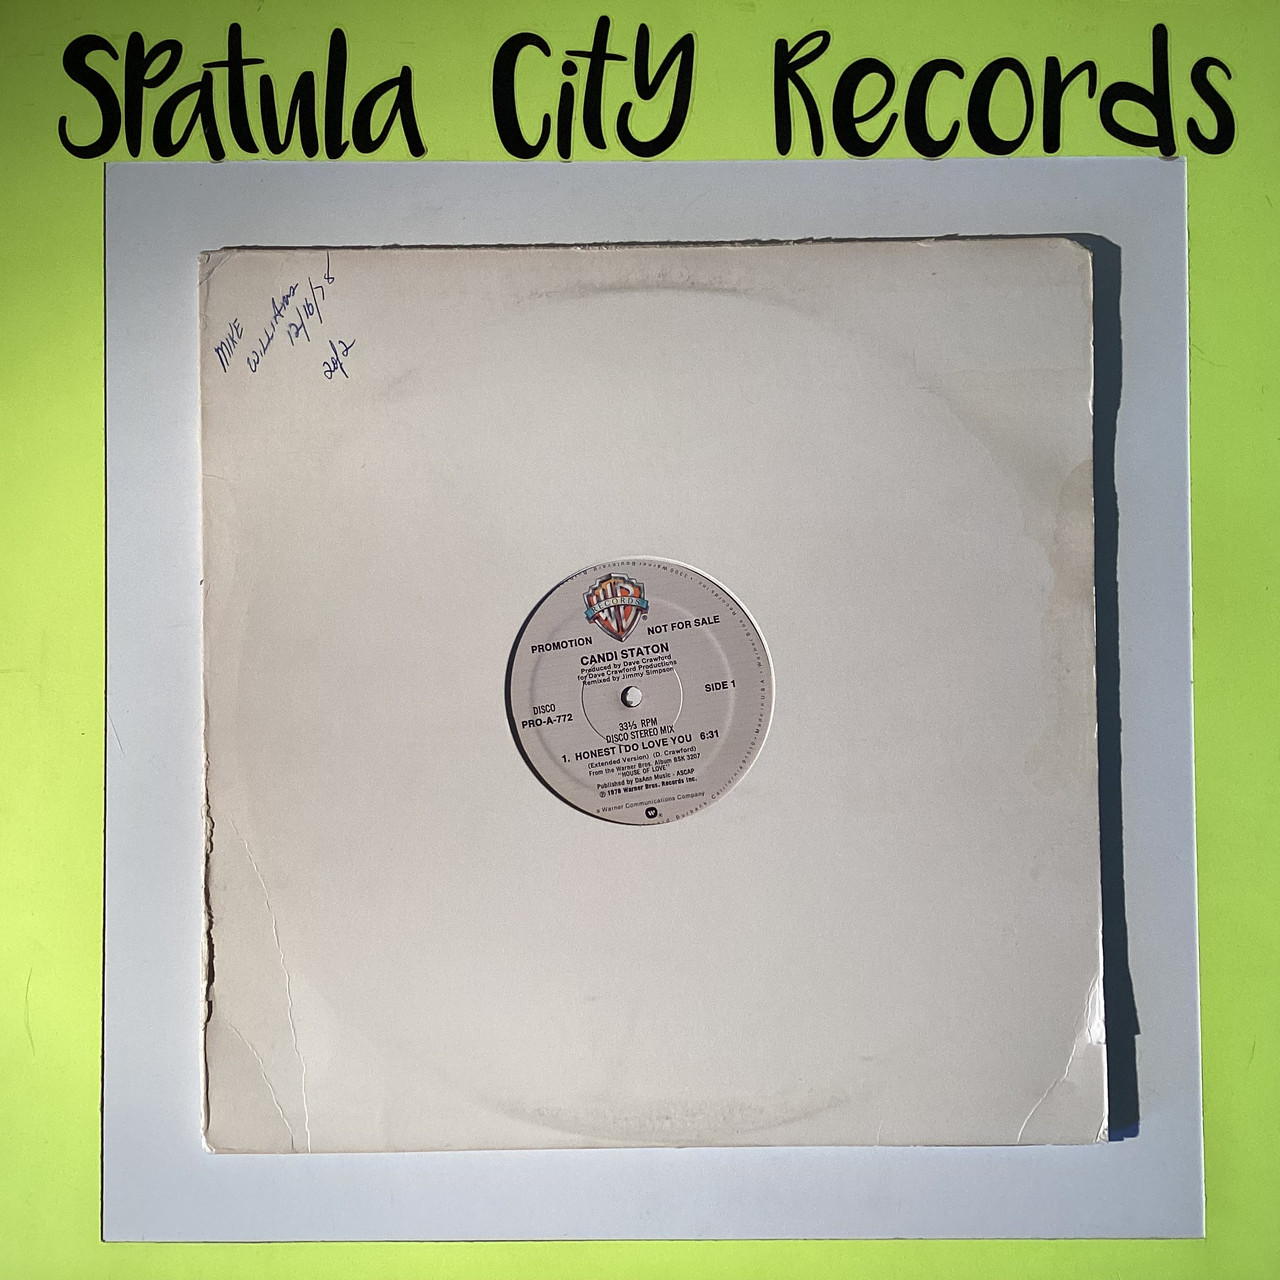 Spatula City Records
MIKE
WILLIAms
12/16/78
2of2
RECORDS
PROMOTION NOT FOR SALE
CANDI STATON
Produced by Dave Crawford
for Dave Crawford Productions
Remixed by Jimmy Simpson
DISCO
PRO-A-772
SIDE 1
33⅓ RPM
DISCO STEREO MIX
1. HONEST I DO LOVE YOU 6:31
(Extended Version) (D. Crawford)
From the Warner Bros. Album BSK 3207
"HOUSE OF LOVE"
Published by DaAnn Music - ASCAP
℗ 1978 Warner Bros. Records Inc.
a Warner Communications Company